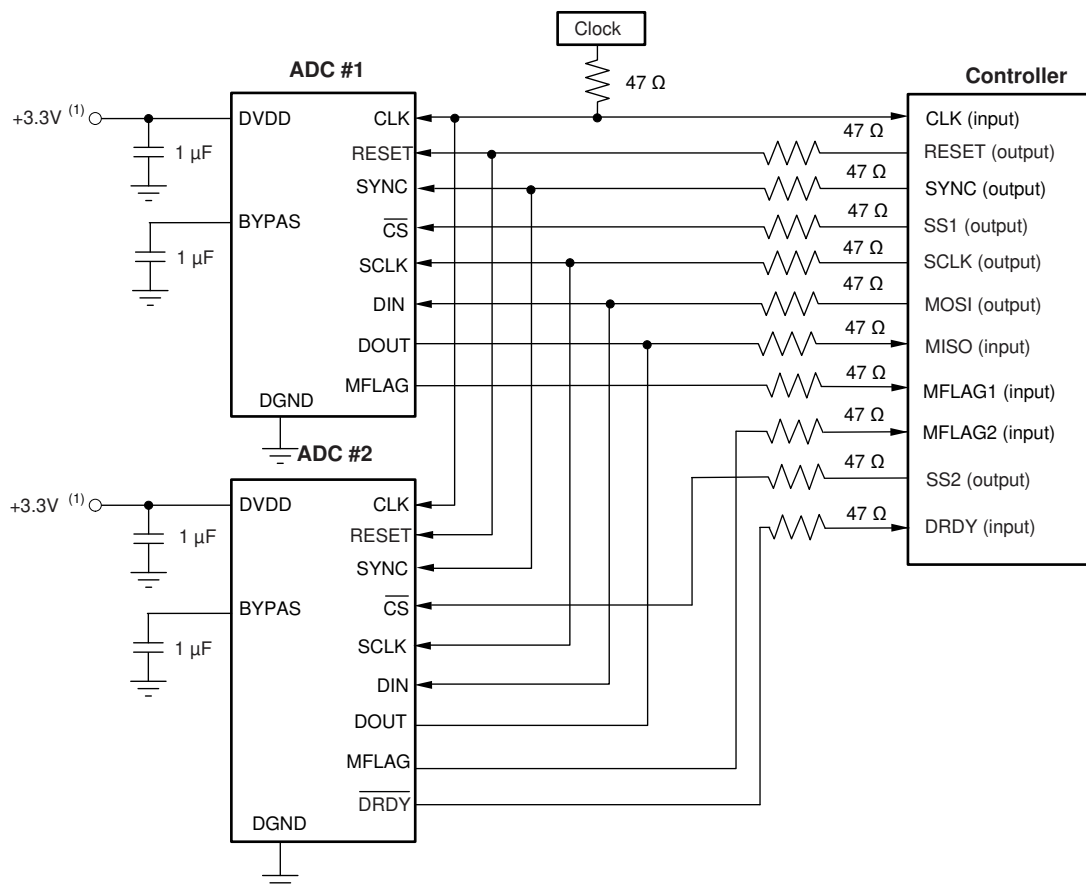 Clock
47 Ω
ADC #1
+3.3V (1)
1 µF
1 µF
DVDD
BYPAS
DGND
CLK
RESET
SYNC
CS
SCLK
DIN
DOUT
MFLAG
Controller
47 Ω
47 Ω
47 Ω
47 Ω
47 Ω
47 Ω
47 Ω
47 Ω
47 Ω
47 Ω
CLK (input)
RESET (output)
SYNC (output)
SS1 (output)
SCLK (output)
MOSI (output)
MISO (input)
MFLAG1 (input)
MFLAG2 (input)
SS2 (output)
DRDY (input)
ADC #2
+3.3V (1)
1 µF
1 µF
DVDD
BYPAS
DGND
CLK
RESET
SYNC
CS
SCLK
DIN
DOUT
MFLAG
DRDY